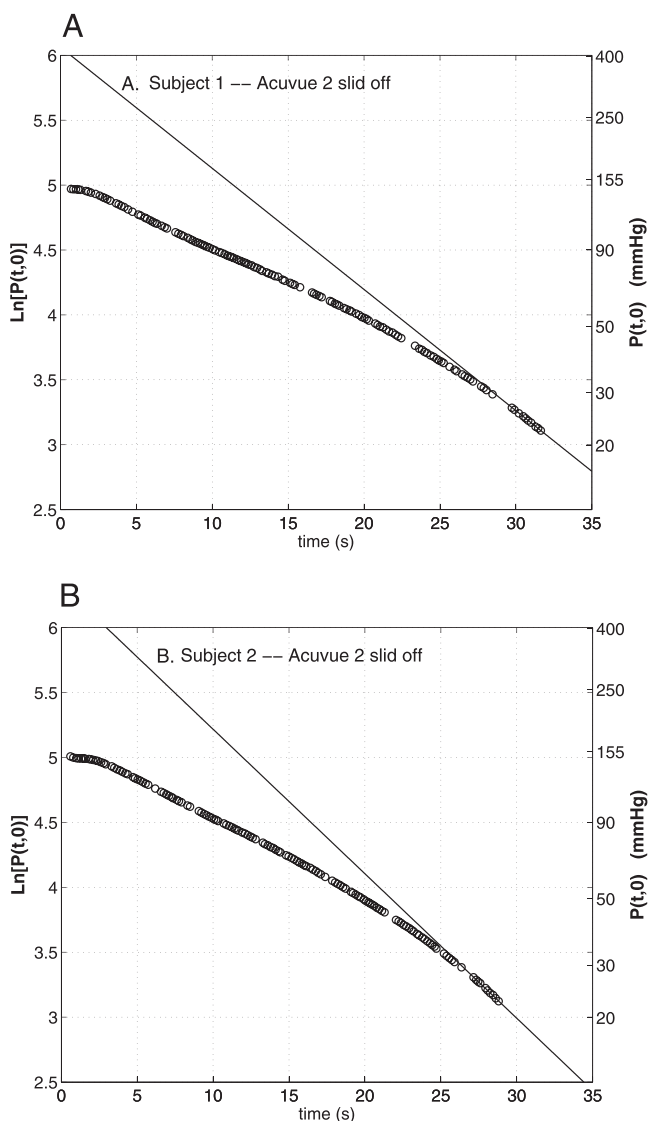 A
A. Subject 1 −− Acuvue 2 slid off
Ln[P(t,0)]
6
5.5
5
4.5
4
3.5
3
2.5
0 5 10 15 20 25 30 35
time (s)
400
250
155
90
50
30
20
P(t,0) (mmHg)
B
B. Subject 2 −− Acuvue 2 slid off
Ln[P(t,0)]
6
5.5
5
4.5
4
3.5
3
2.5
0 5 10 15 20 25 30 35
time (s)
400
250
155
90
50
30
20
P(t,0) (mmHg)